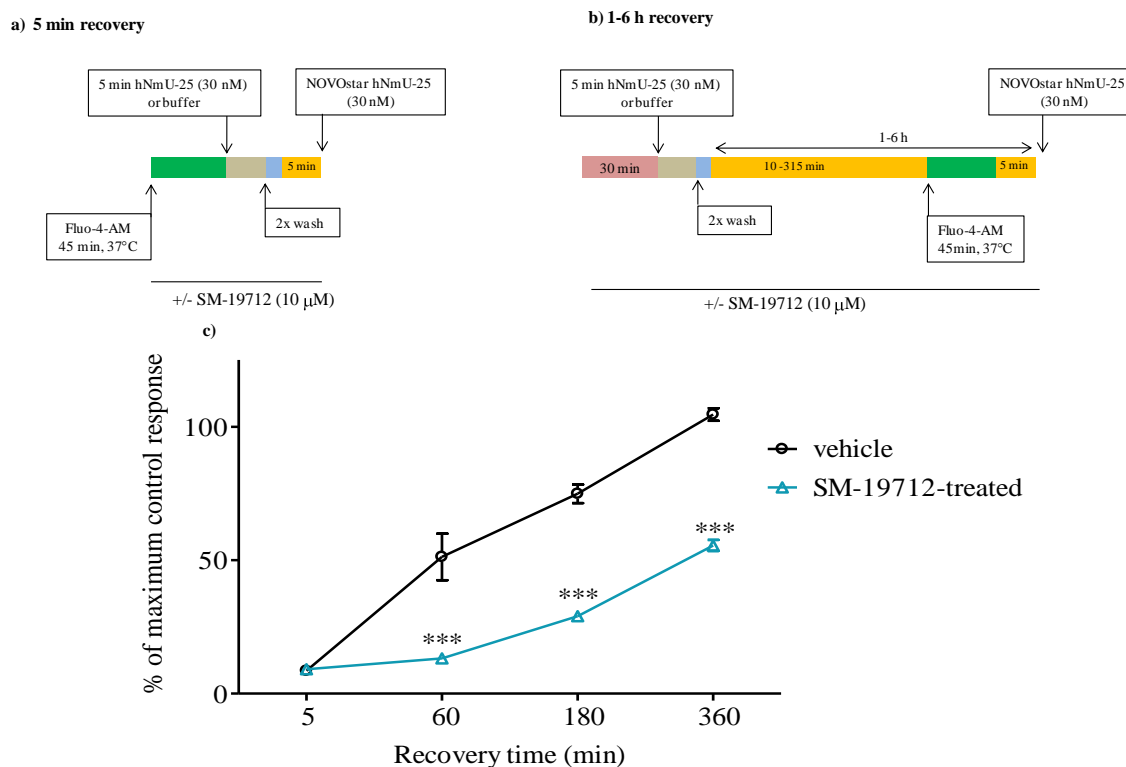 a) 5 min recovery
5 min hNmU-25 (30 nM)
or buffer
NOVOstar hNmU-25
(30 nM)
5 min
Fluo-4-AM
45 min, 37°C
2x wash
+/- SM-19712 (10 μM)
b) 1-6 h recovery
5 min hNmU-25 (30 nM)
or buffer
NOVOstar hNmU-25
(30 nM)
1-6 h
30 min
10 -315 min
5 min
2x wash
Fluo-4-AM
45min, 37°C
+/- SM-19712 (10 μM)
c)
% of maximum control response
100
50
0
***
***
***
5
60
180
360
Recovery time (min)
vehicle
SM-19712-treated